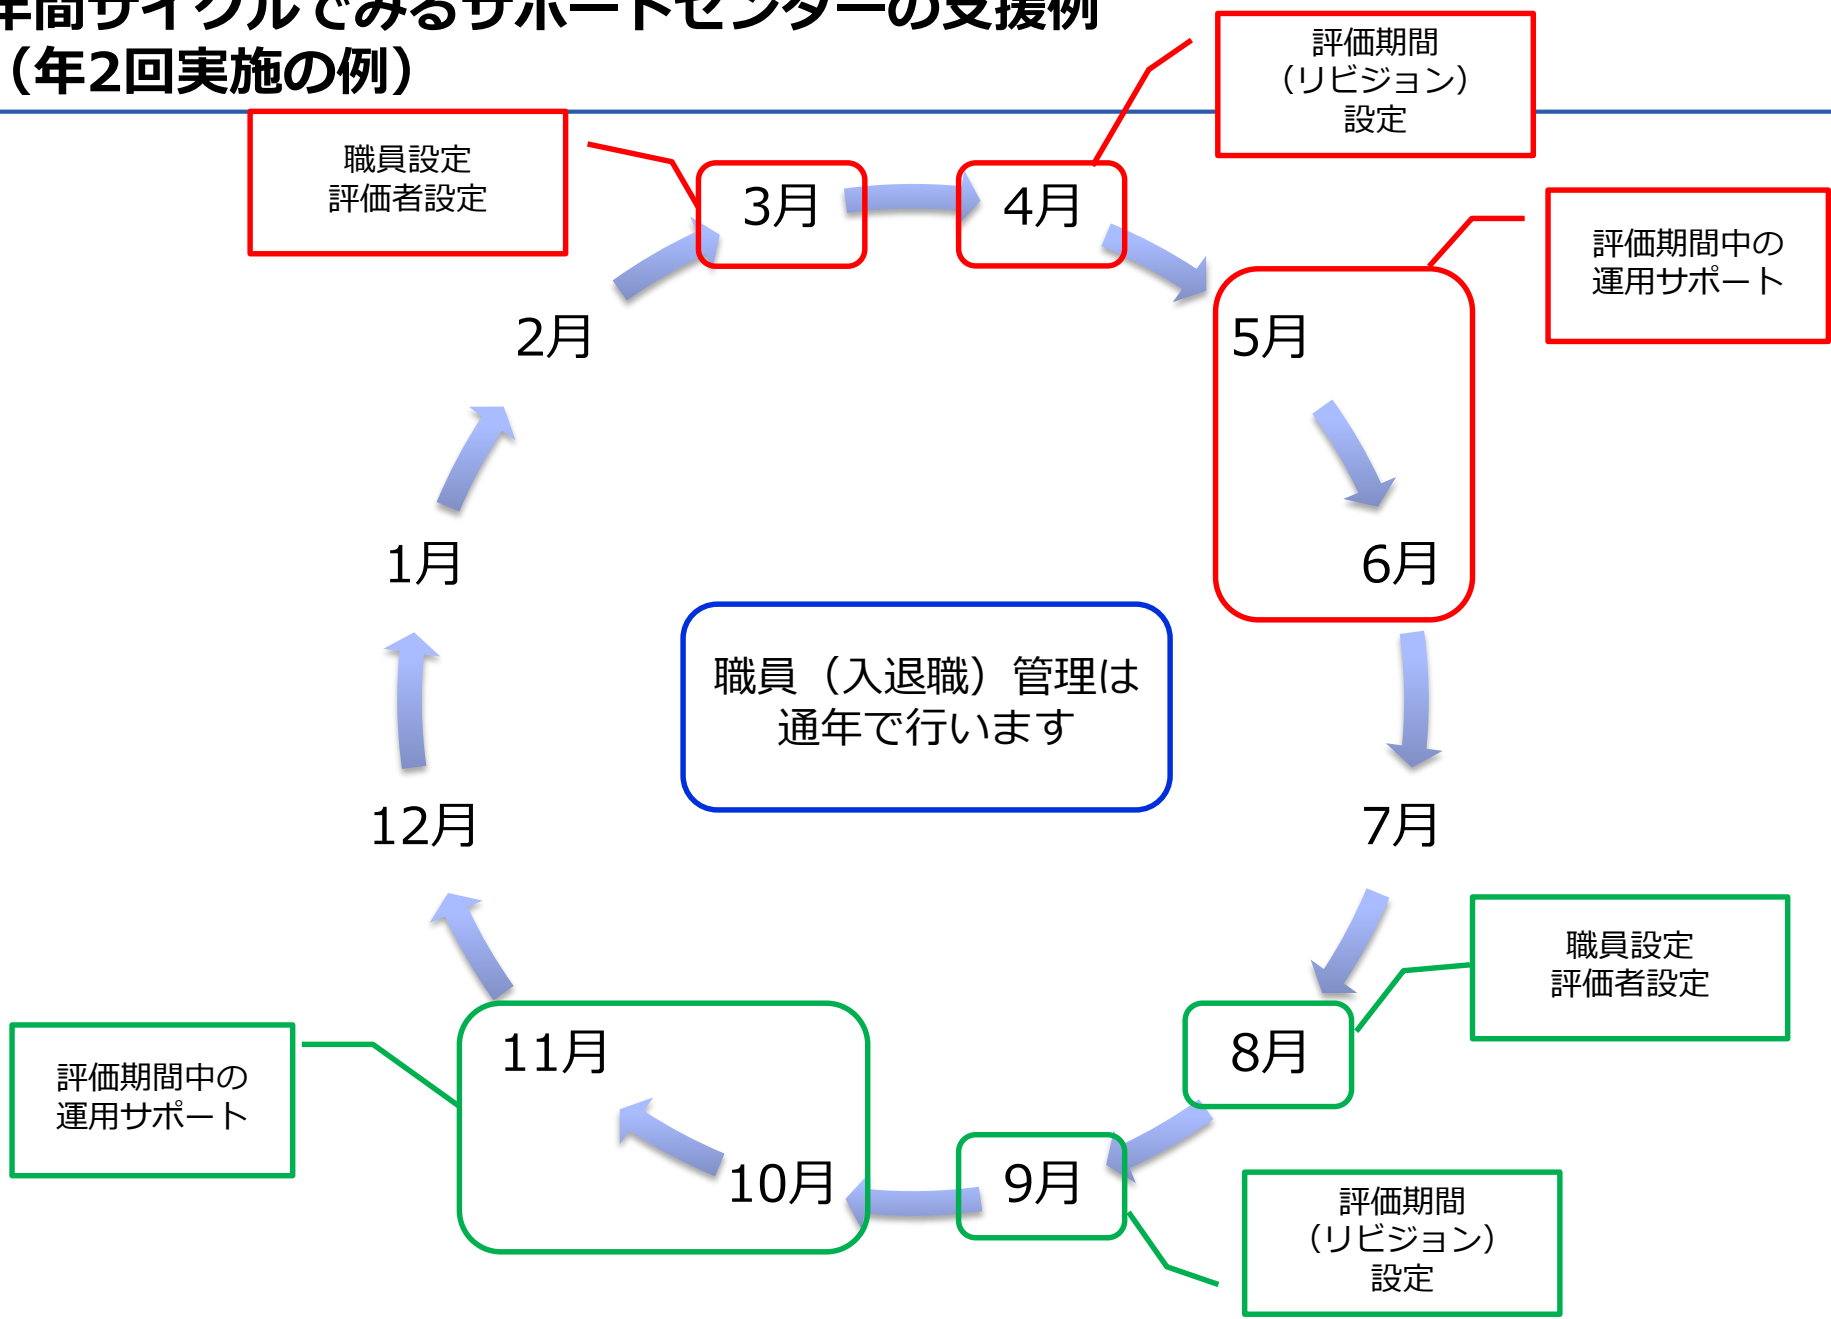 年間サイクルでみるサポートセンターの支援例
（年2回実施の例）
評価期間
（リビジョン）
設定
職員設定
評価者設定
3月
4月
評価期間中の
運用サポート
2月
5月
1月
6月
職員（入退職）管理は
通年で行います
12月
7月
職員設定
評価者設定
11月
8月
評価期間中の
運用サポート
10月
9月
評価期間
（リビジョン）
設定